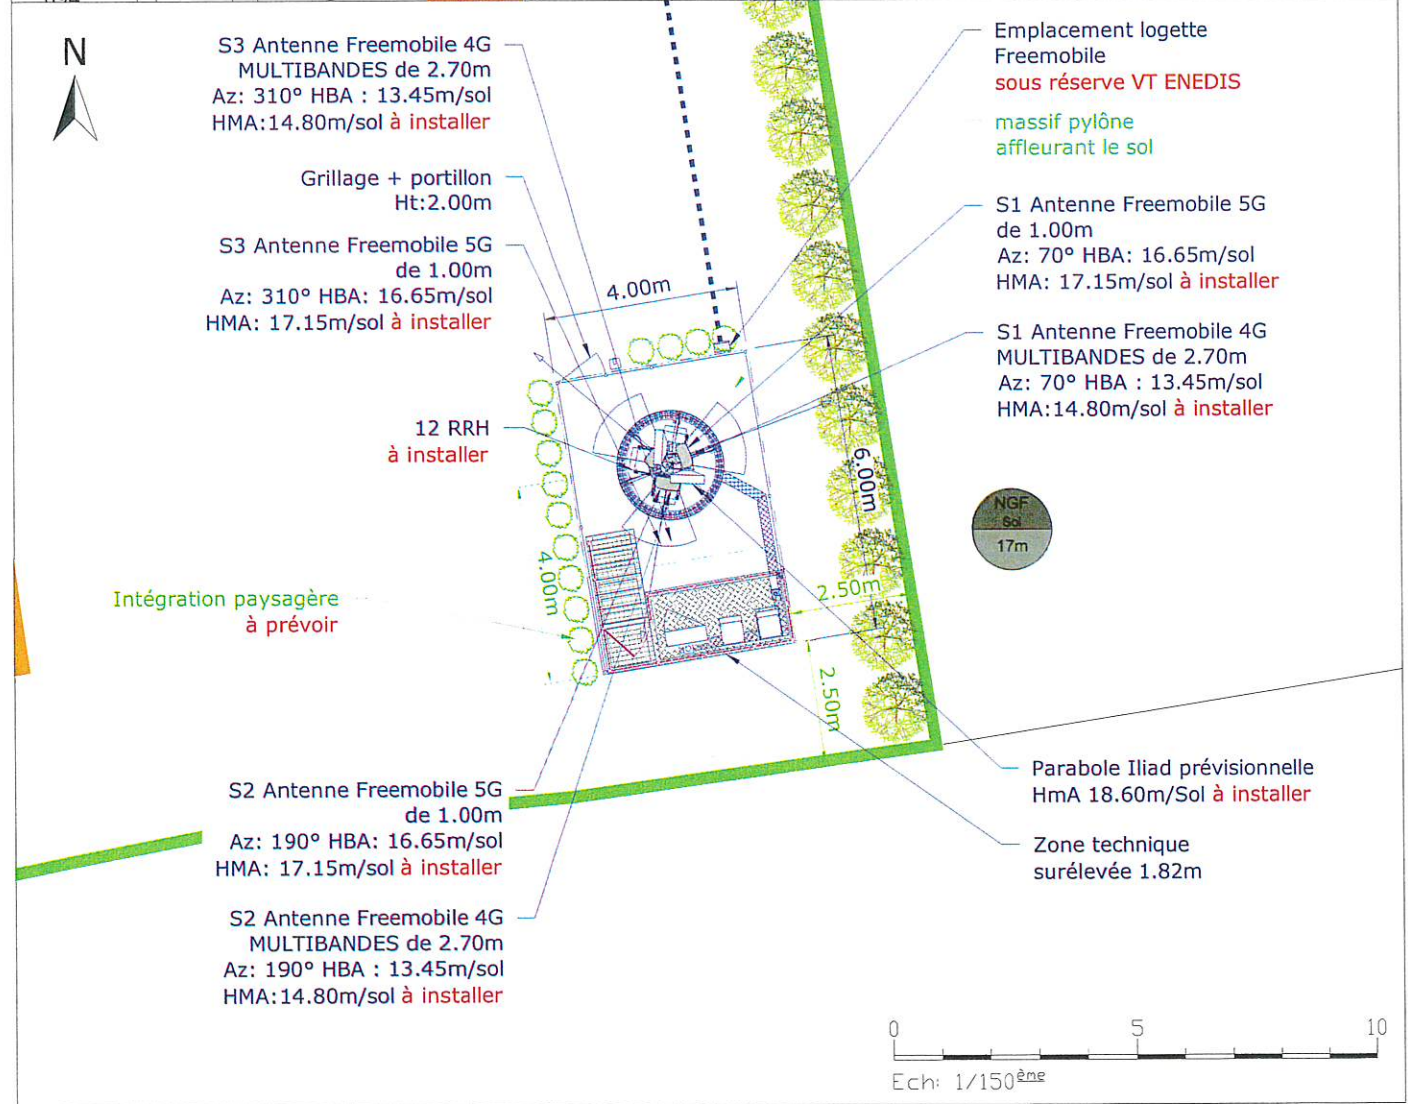 N
S3 Antenne Freemobile 4G
MULTIBANDES de 2.70m
Az: 310° HBA : 13.45m/sol
HMA:14.80m/sol à installer
Grillage + portillon
Ht:2.00m
S3 Antenne Freemobile 5G
de 1.00m
Az: 310° HBA: 16.65m/sol
HMA: 17.15m/sol à installer
12 RRH
à installer
Intégration paysagère
à prévoir
S2 Antenne Freemobile 5G
de 1.00m
Az: 190° HBA: 16.65m/sol
HMA: 17.15m/sol à installer
S2 Antenne Freemobile 4G
MULTIBANDES de 2.70m
Az: 190° HBA : 13.45m/sol
HMA:14.80m/sol à installer
4.00m
4.00m
6.00m
2.50m
2.50m
Emplacement logette
Freemobile
sous réserve VT ENEDIS
massif pylône
affleurant le sol
S1 Antenne Freemobile 5G
de 1.00m
Az: 70° HBA: 16.65m/sol
HMA: 17.15m/sol à installer
S1 Antenne Freemobile 4G
MULTIBANDES de 2.70m
Az: 70° HBA : 13.45m/sol
HMA:14.80m/sol à installer
NGF
Sol
17m
Parabole Iliad prévisionnelle
HmA 18.60m/Sol à installer
Zone technique
surélevée 1.82m
0 5 10
Ech: 1/150ème